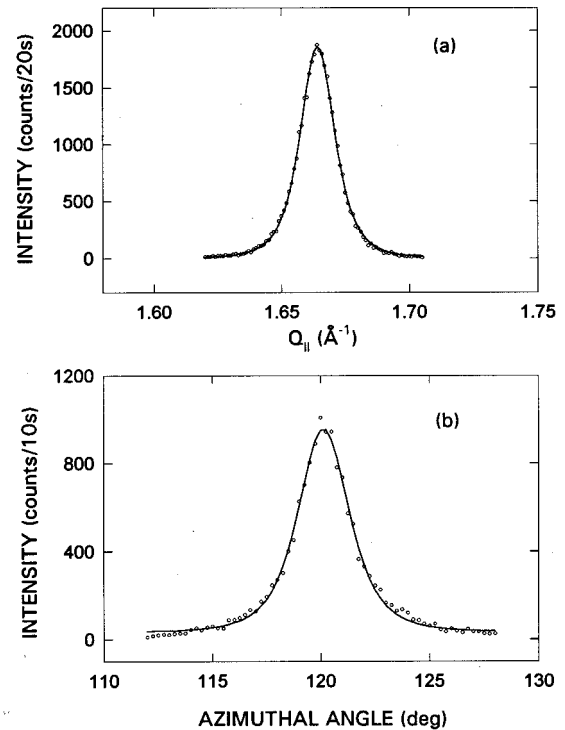 (a)
2000
1500
1000
500
0
INTENSITY (counts/20s)
1.60 1.65 1.70 1.75
Q|| (Å-1)
(b)
1200
800
400
0
INTENSITY (counts/10s)
110 115 120 125 130
AZIMUTHAL ANGLE (deg)